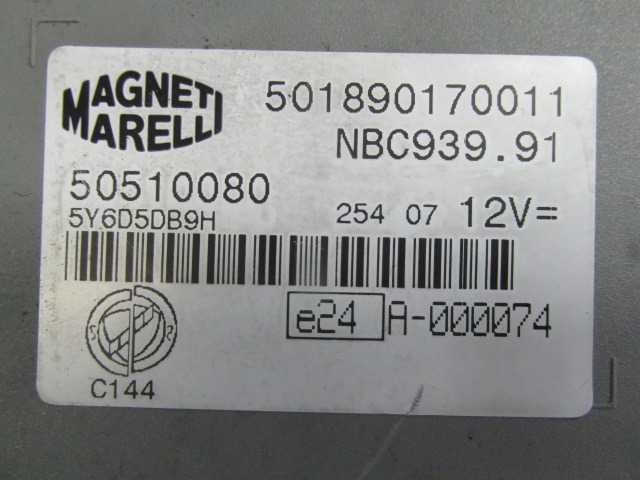 MAGNETI
MARELLI
501890170011
NBC939.91
50510080
5Y6D5DB9H
254 07 12V=
e24 A-000074
C144